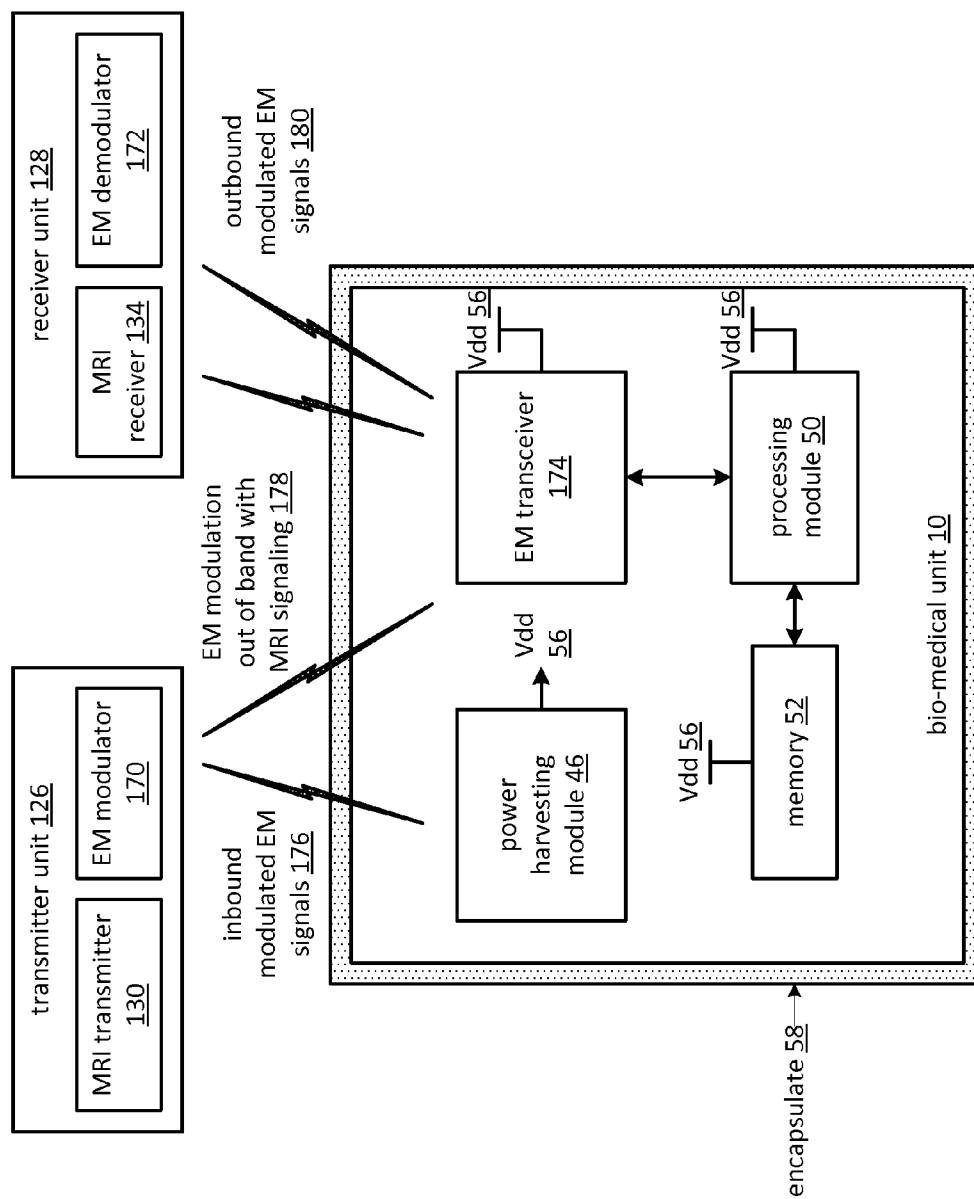 transmitter unit 126
MRI transmitter
130
EM modulator
170
receiver unit 128
MRI
receiver 134
EM demodulator
172
inbound
modulated EM
signals 176
EM modulation
out of band with
MRI signaling 178
outbound
modulated EM
signals 180
power
harvesting
module 46
Vdd
56
EM transceiver
174
Vdd 56
Vdd 56
memory 52
processing
module 50
Vdd 56
bio-medical unit 10
encapsulate 58